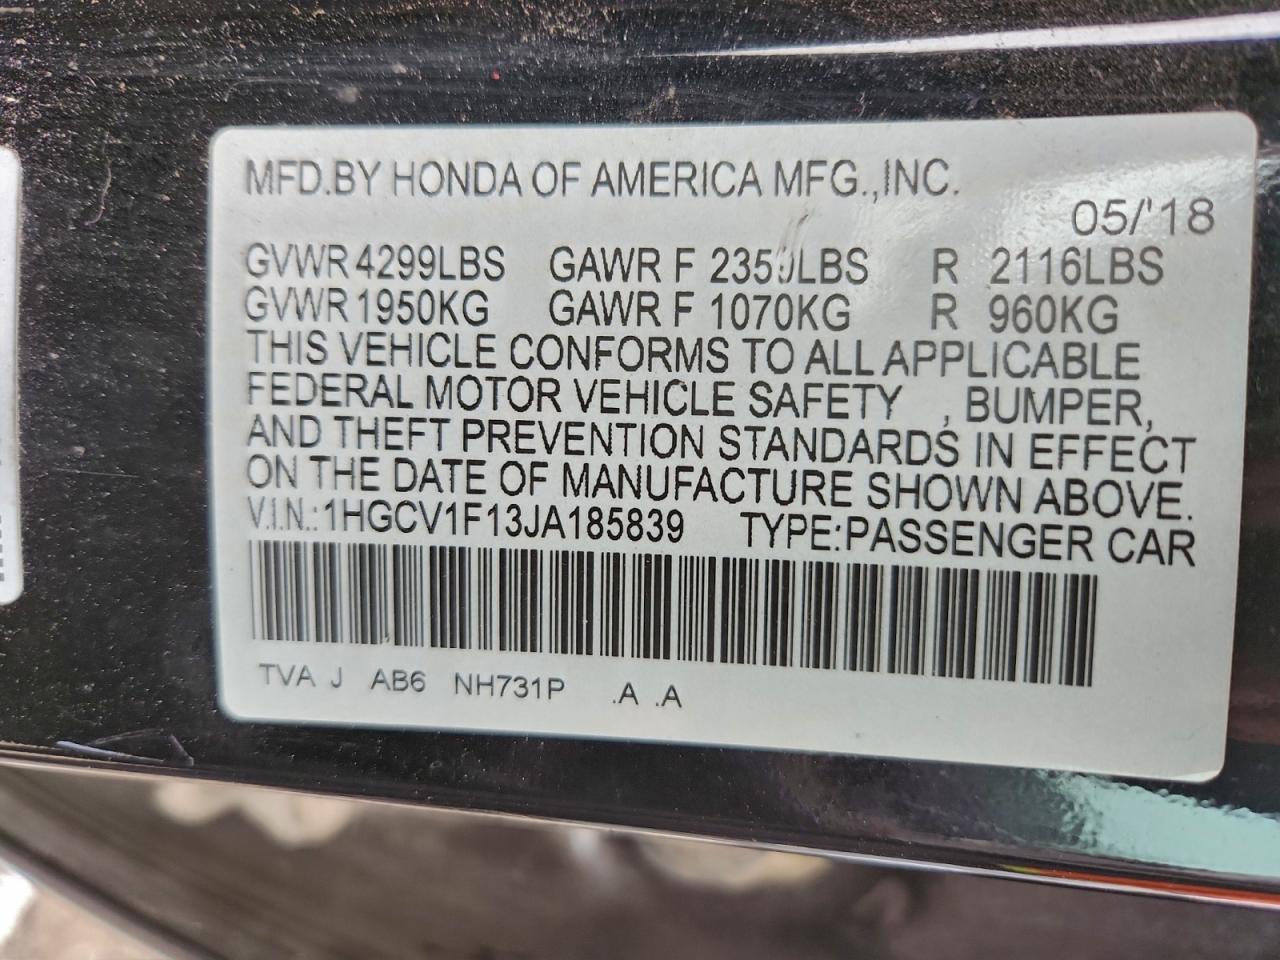 MFD.BY HONDA OF AMERICA MFG.,INC.
05/'18
GVWR 4299LBS GAWR F 2359LBS R 2116LBS
GVWR 1950KG GAWR F 1070KG R 960KG
THIS VEHICLE CONFORMS TO ALL APPLICABLE
FEDERAL MOTOR VEHICLE SAFETY , BUMPER,
AND THEFT PREVENTION STANDARDS IN EFFECT
ON THE DATE OF MANUFACTURE SHOWN ABOVE.
V.I.N.:1HGCV1F13JA185839 TYPE:PASSENGER CAR
TVA J AB6 NH731P .A .A